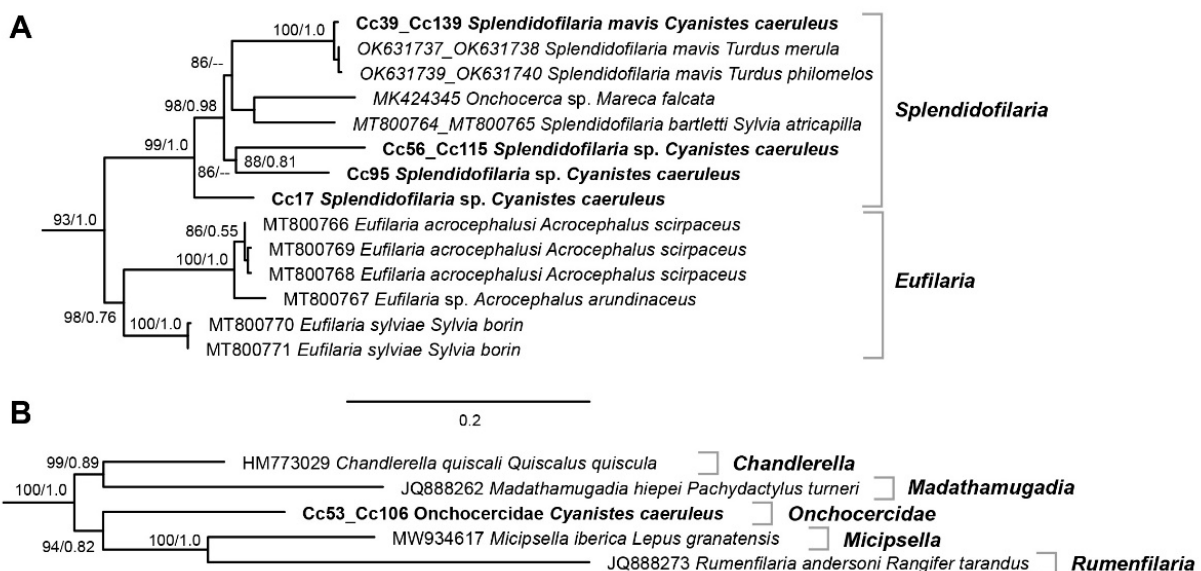 A
100/1.0 Cc39_Cc139 Splendidofilaria mavis Cyanistes caeruleus
OK631737_OK631738 Splendidofilaria mavis Turdus merula
86/--
OK631739_OK631740 Splendidofilaria mavis Turdus philomelos
98/0.98 MK424345 Onchocerca sp. Mareca falcata
Splendidofilaria
MT800764_MT800765 Splendidofilaria bartletti Sylvia atricapilla
99/1.0 Cc56_Cc115 Splendidofilaria sp. Cyanistes caeruleus
88/0.81
86/-- Cc95 Splendidofilaria sp. Cyanistes caeruleus
Cc17 Splendidofilaria sp. Cyanistes caeruleus
93/1.0
86/0.55 MT800766 Eufilaria acrocephalusi Acrocephalus scirpaceus
MT800769 Eufilaria acrocephalusi Acrocephalus scirpaceus
100/1.0
MT800768 Eufilaria acrocephalusi Acrocephalus scirpaceus
Eufilaria
MT800767 Eufilaria sp. Acrocephalus arundinaceus
98/0.76
100/1.0 MT800770 Eufilaria sylviae Sylvia borin
MT800771 Eufilaria sylviae Sylvia borin
0.2
B
99/0.89 HM773029 Chandlerella quiscali Quiscalus quiscula Chandlerella
100/1.0 JQ888262 Madathamugadia hiepei Pachydactylus turneri Madathamugadia
Cc53_Cc106 Onchocercidae Cyanistes caeruleus Onchocercidae
94/0.82 100/1.0 MW934617 Micipsella iberica Lepus granatensis Micipsella
JQ888273 Rumenfilaria andersoni Rangifer tarandus Rumenfilaria